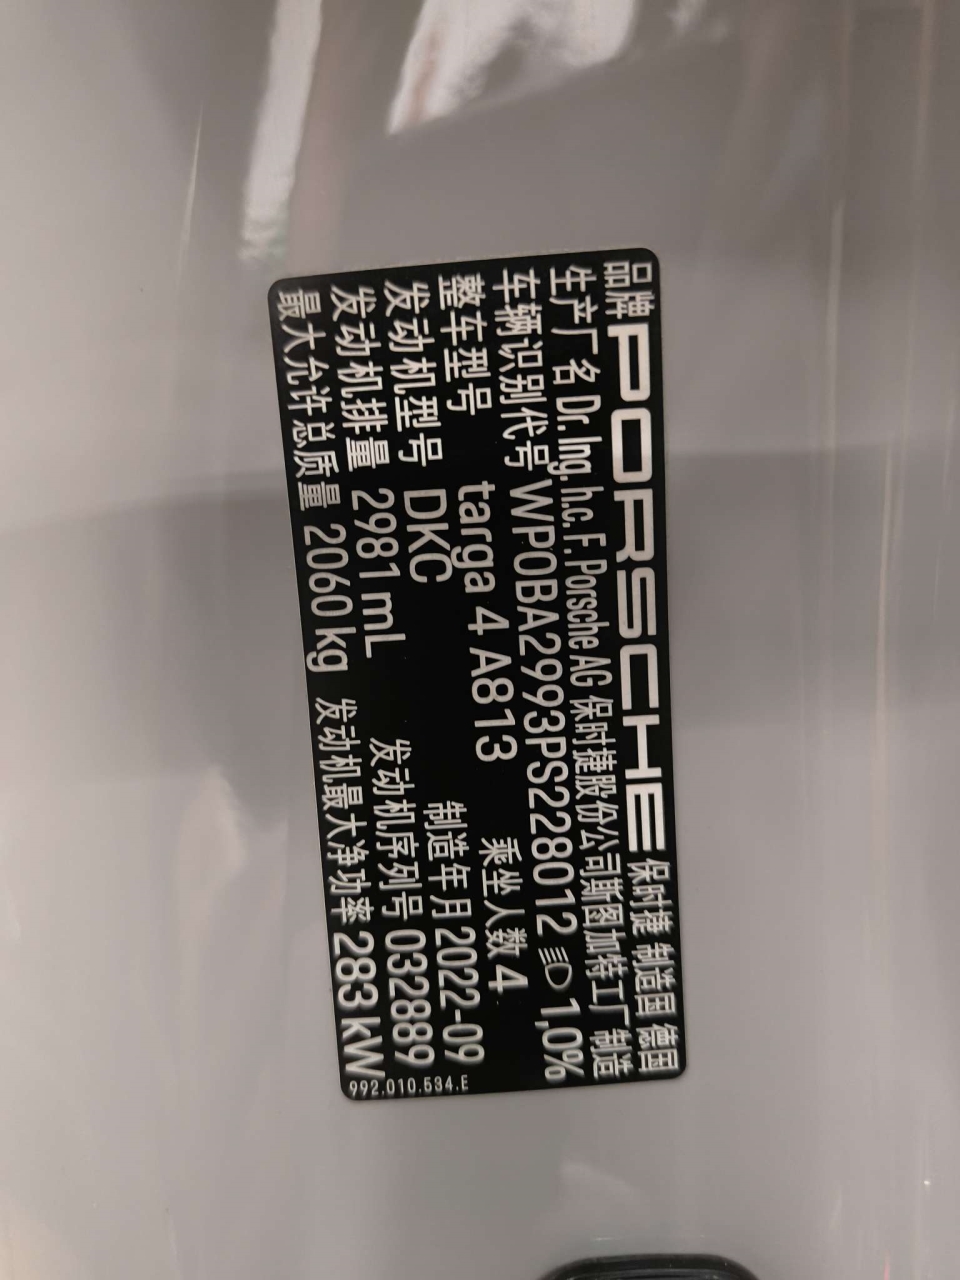 品牌 PORSCHE 保时捷 制造国 德国
生产厂名 Dr. Ing. h.c. F. Porsche AG 保时捷股份公司斯图加特工厂 制造
车辆识别代号 WP0BA2993PS228012 1,0%
整车型号 targa 4 A813 乘坐人数 4
发动机型号 DKC 制造年月 2022-09
发动机排量 2981 mL 发动机序列号 032889
最大允许总质量 2060 kg 发动机最大净功率 283 kW
992.010.534.E